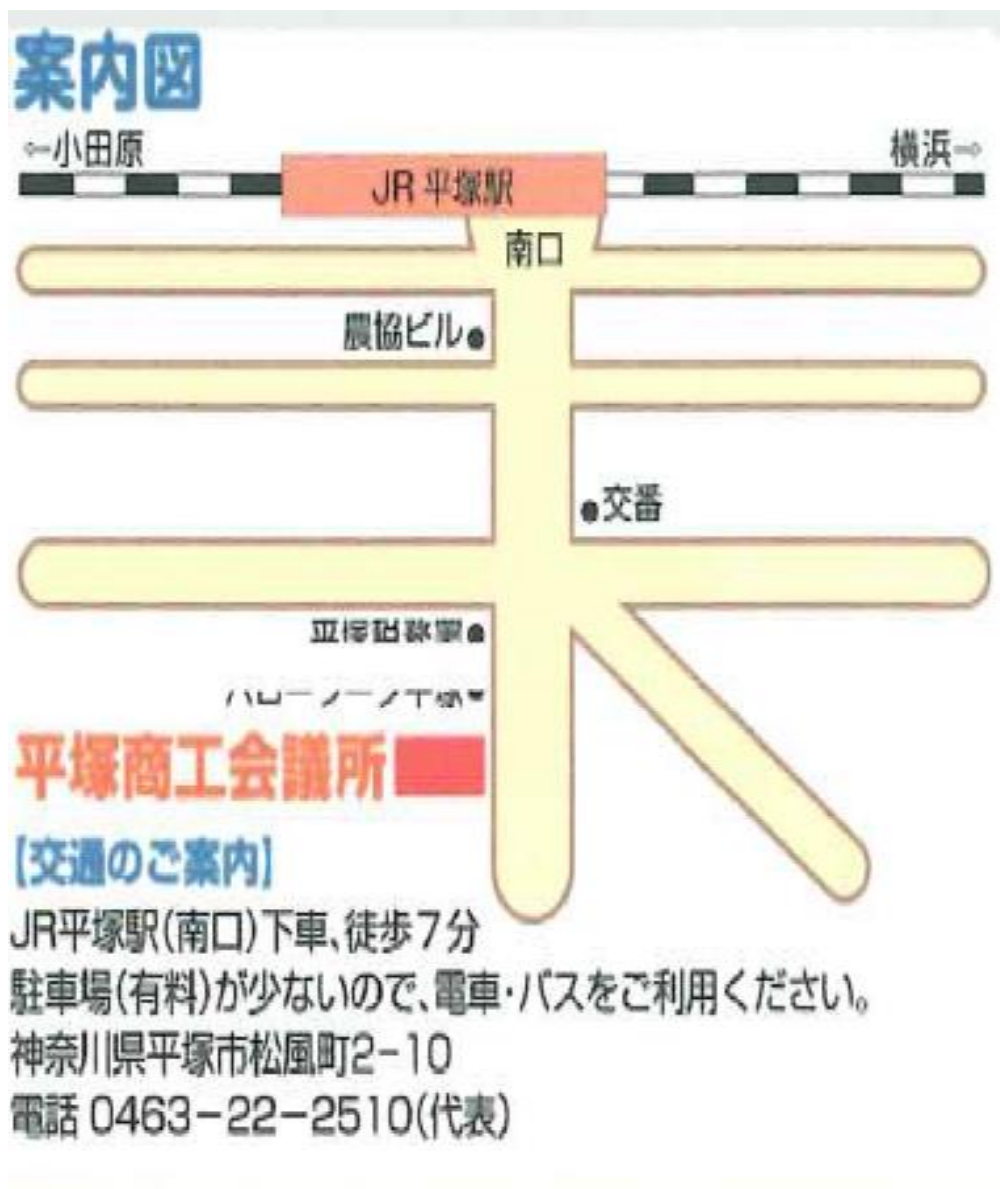 案内図
⇦小田原
横浜⇨
JR 平塚駅
南口
農協ビル●
●交番
平塚商工会議所
【交通のご案内】
JR平塚駅(南口)下車、徒歩7分
駐車場(有料)が少ないので、電車・バスをご利用ください。
神奈川県平塚市松風町2-10
電話 0463-22-2510(代表)